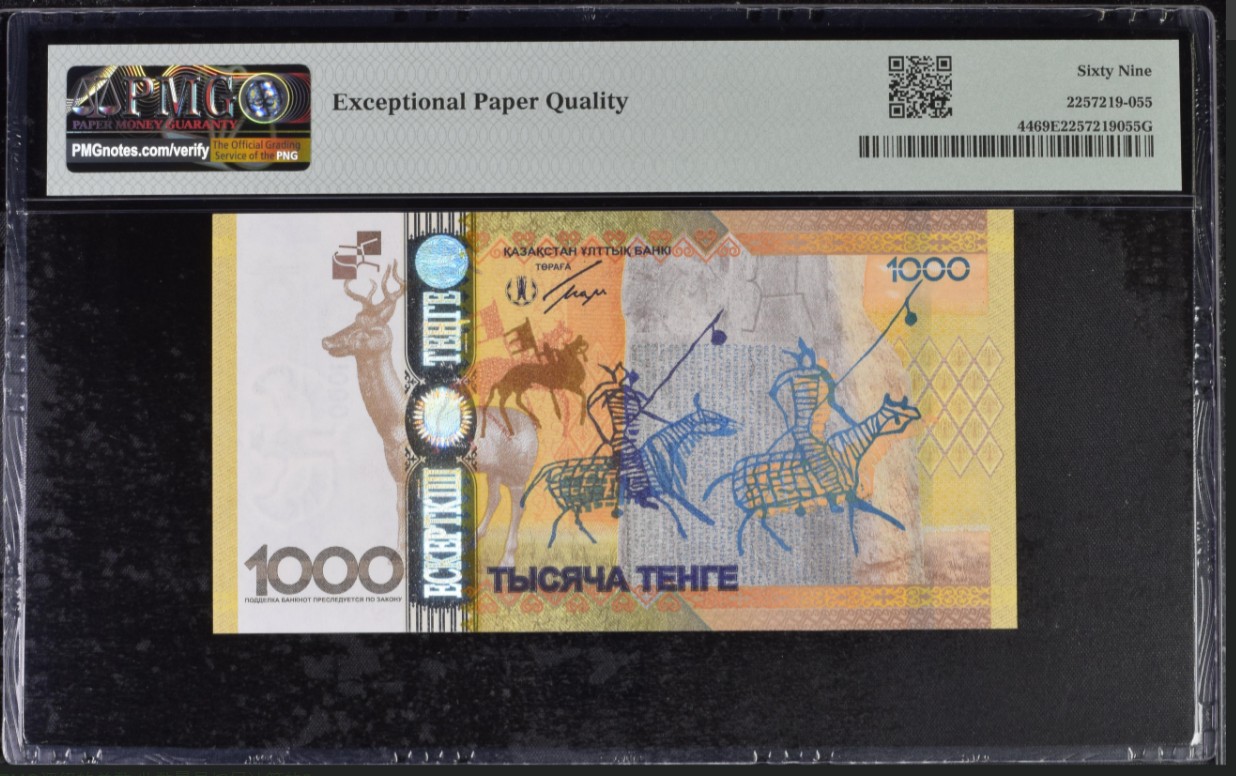 PMG
PAPER MONEY GUARANTY
PMGnotes.com/verify
The Official Grading
Service of the PNG
Exceptional Paper Quality
Sixty Nine
2257219-055
4469E2257219055G
ҚАЗАҚСТАН ҰЛТТЫҚ БАНКІ
ТӨРАҒА
1000
ТЕҢГЕ
ЕСКЕРТКІШ
1000
ПОДДЕЛКА БАНКНОТ ПРЕСЛЕДУЕТСЯ ПО ЗАКОНУ
ТЫСЯЧА ТЕНГЕ